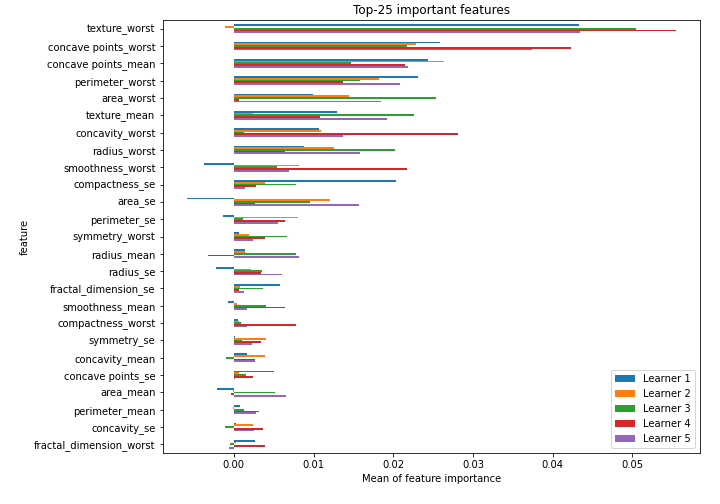 Top-25 important features
feature
texture_worst
concave points_worst
concave points_mean
perimeter_worst
area_worst
texture_mean
concavity_worst
radius_worst
smoothness_worst
compactness_se
area_se
perimeter_se
symmetry_worst
radius_mean
radius_se
fractal_dimension_se
smoothness_mean
compactness_worst
symmetry_se
concavity_mean
concave points_se
area_mean
perimeter_mean
concavity_se
fractal_dimension_worst
Learner 1
Learner 2
Learner 3
Learner 4
Learner 5
0.00 0.01 0.02 0.03 0.04 0.05
Mean of feature importance